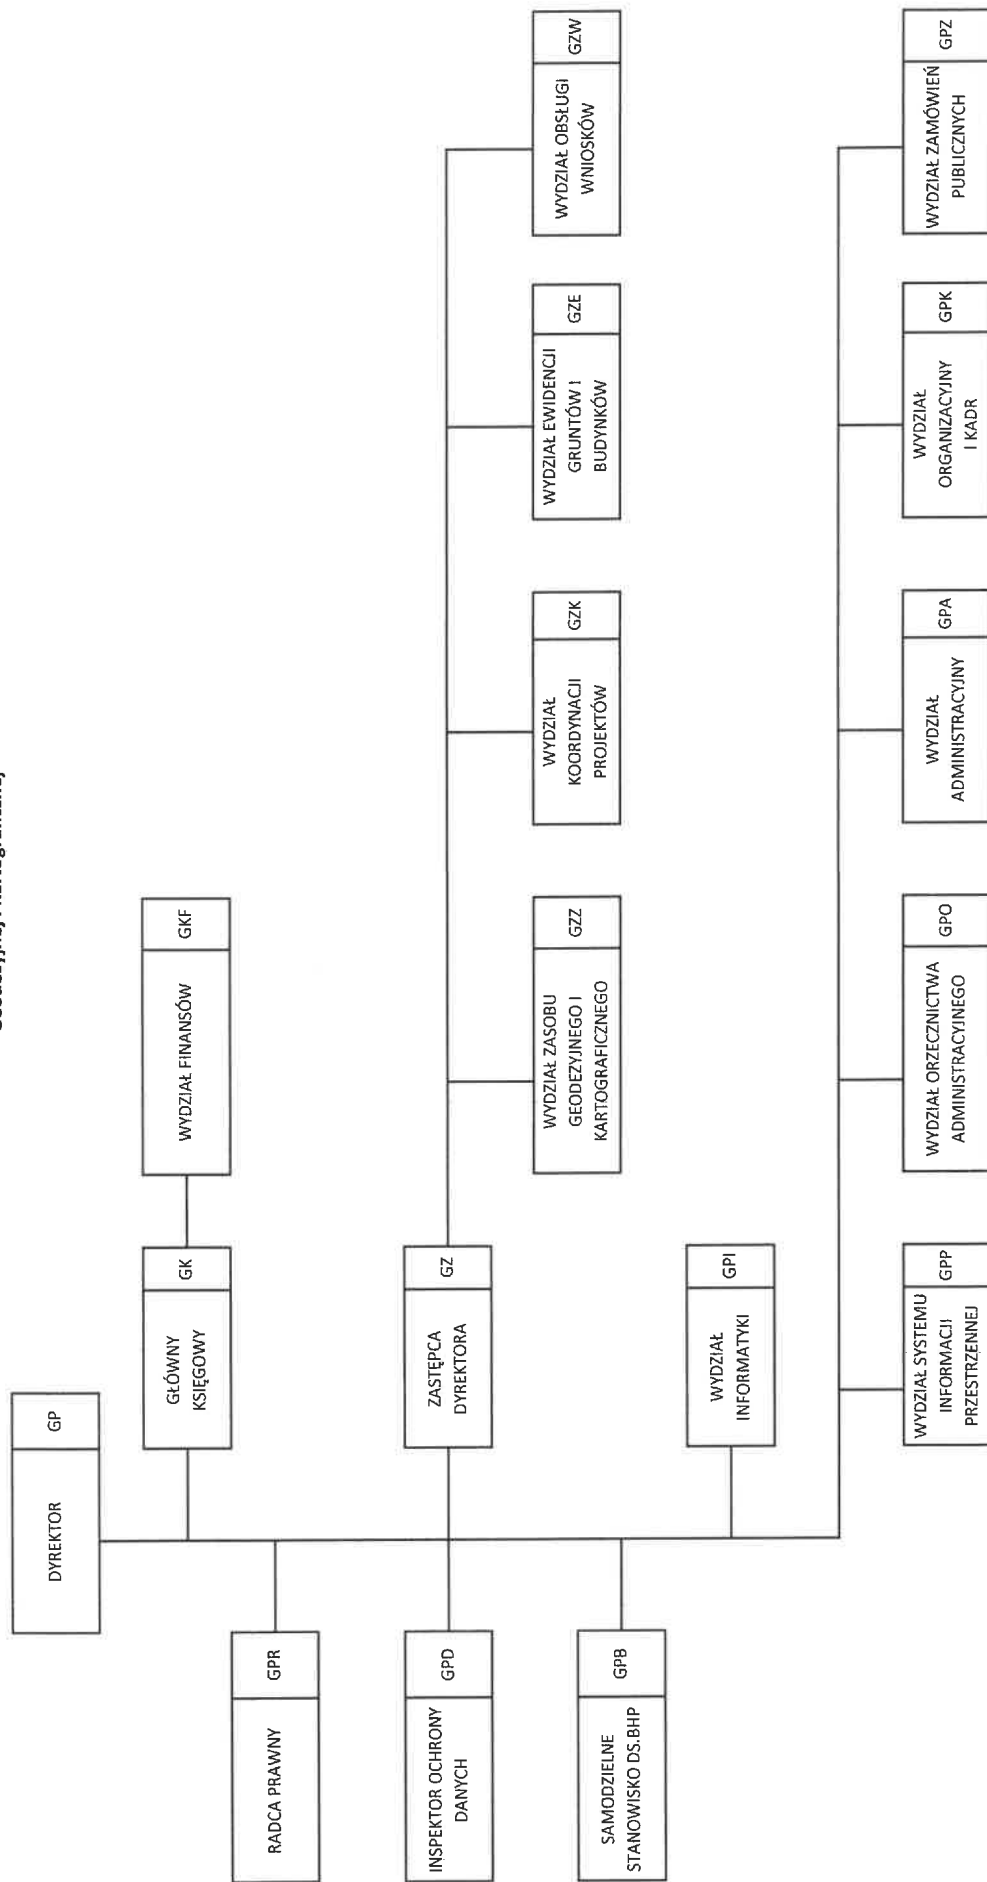 Geodezyjnej i Kartograficznej
DYREKTOR
GP
GŁÓWNY
KSIĘGOWY
GK
WYDZIAŁ FINANSÓW
GKF
RADCA PRAWNY
GPR
INSPEKTOR OCHRONY
DANYCH
GPD
ZASTĘPCA
DYREKTORA
GZ
WYDZIAŁ ZASOBU
GEODEZYJNEGO I
KARTOGRAFICZNEGO
GZZ
WYDZIAŁ
KOORDYNACJI
PROJEKTÓW
GZK
WYDZIAŁ EWIDENCJI
GRUNTÓW I
BUDYNKÓW
GZE
WYDZIAŁ OBSŁUGI
WNIOSKÓW
GZW
SAMODZIELNE
STANOWISKO DS.BHP
GPB
WYDZIAŁ
INFORMATYKI
GPI
WYDZIAŁ SYSTEMU
INFORMACJI
PRZESTRZENNEJ
GPP
WYDZIAŁ ORZECZNICTWA
ADMINISTRACYJNEGO
GPO
WYDZIAŁ
ADMINISTRACYJNY
GPA
WYDZIAŁ
ORGANIZACYJNY
I KADR
GPK
WYDZIAŁ ZAMÓWIEŃ
PUBLICZNYCH
GPZ